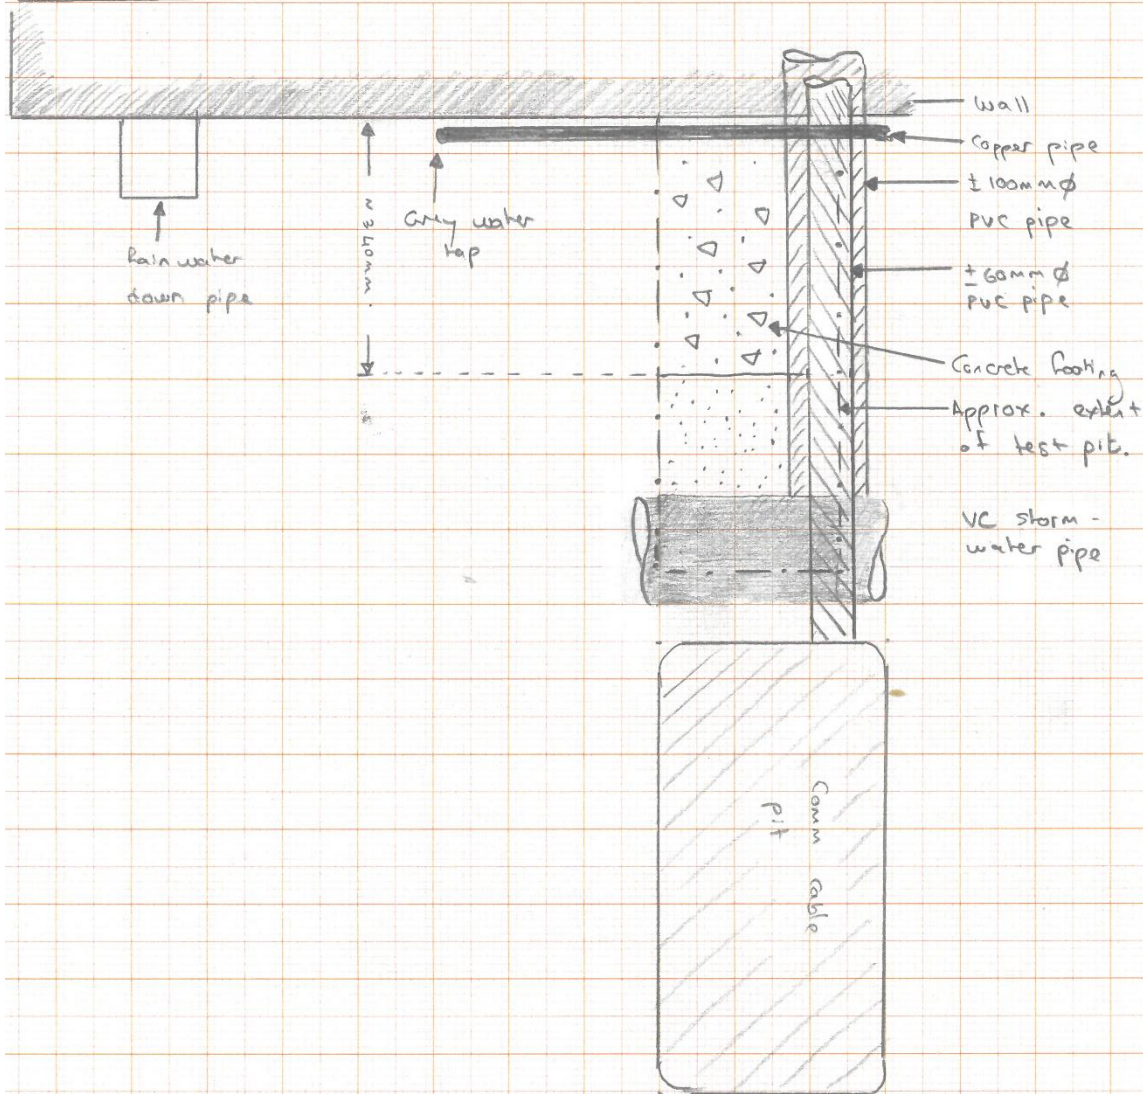 Wall
Copper pipe
± 100mm Ø
PVC pipe
± 60mm Ø
PVC pipe
Concrete footing
Approx. extent
of test pit.
VC storm-
water pipe
Rain water
down pipe
Grey water
tap
≈ 340mm.
Comm cable
pit